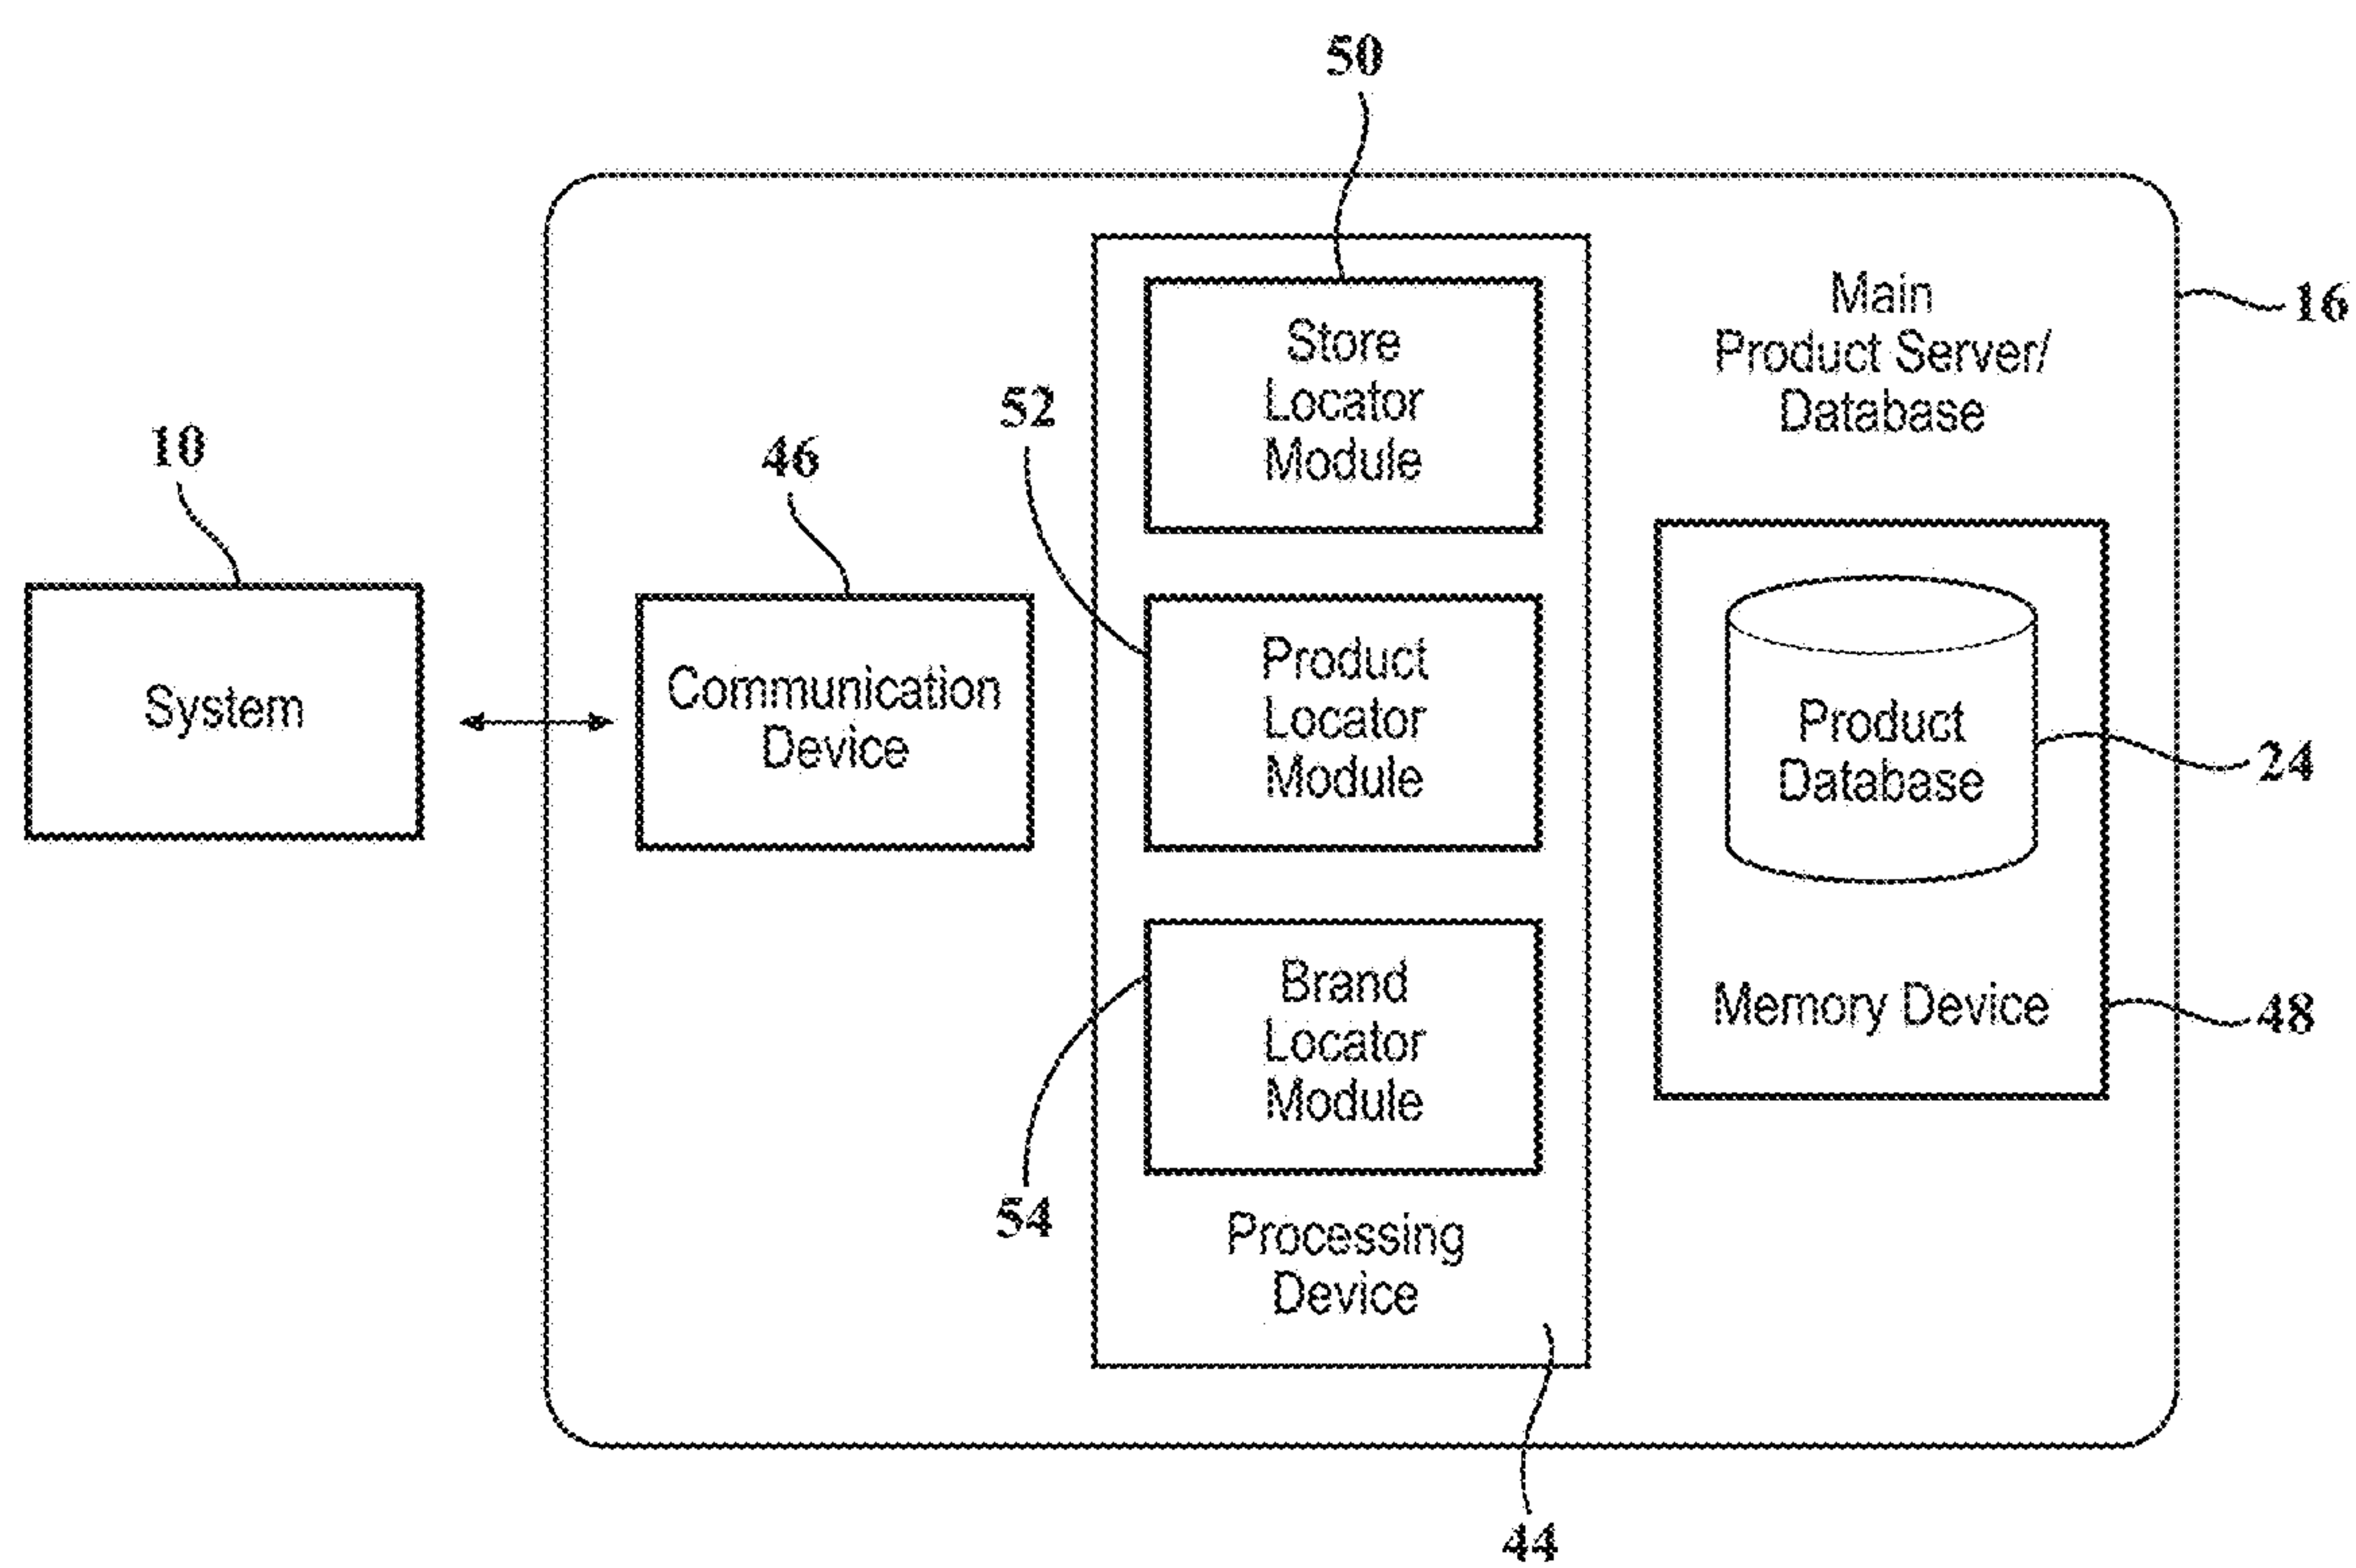 50
Main
Product Server/
Database
16
Store
Locator
Module
52
10
46
System
Communication
Device
Product
Locator
Module
Product
Database
24
Brand
Locator
Module
Memory Device
48
54
Processing
Device
44